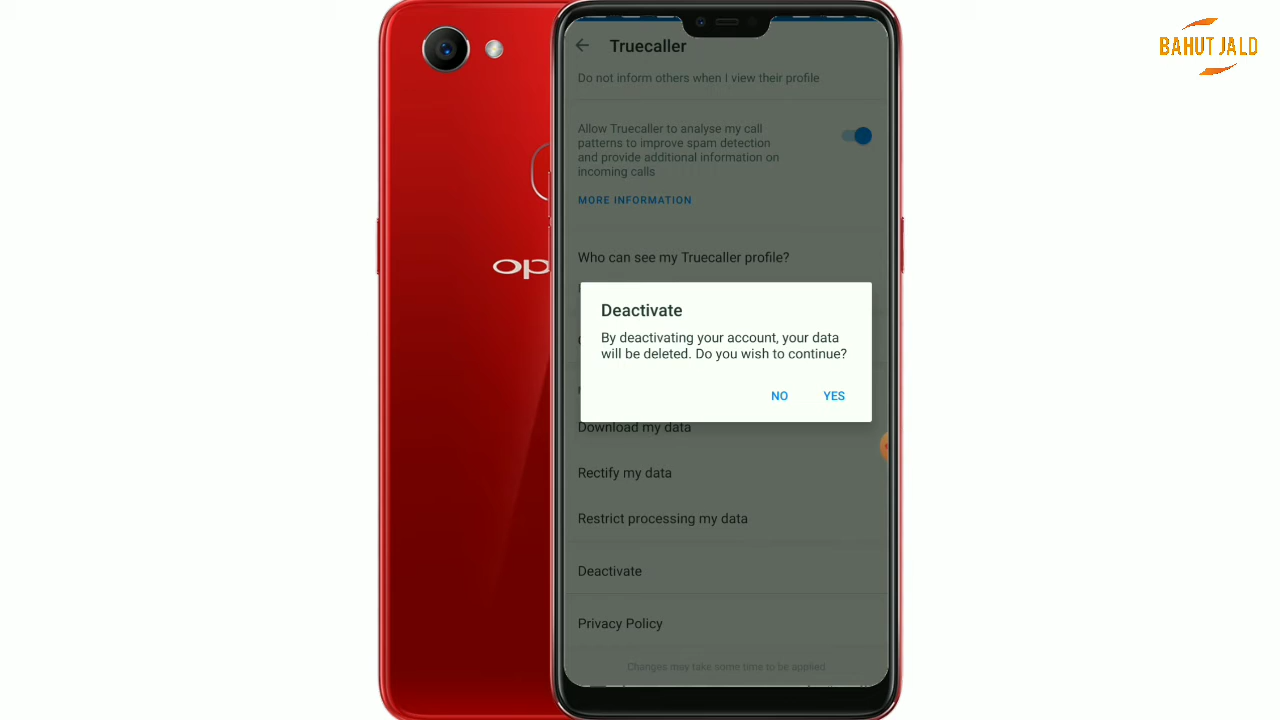 BAHUT JALD
Truecaller
Do not inform others when I view their profile
Allow Truecaller to analyse my call
patterns to improve spam detection
and provide additional information on
incoming calls
MORE INFORMATION
Who can see my Truecaller profile?
Deactivate
By deactivating your account, your data
will be deleted. Do you wish to continue?
NO
YES
Download my data
Rectify my data
Restrict processing my data
Deactivate
Privacy Policy
Changes may take some time to be applied
op